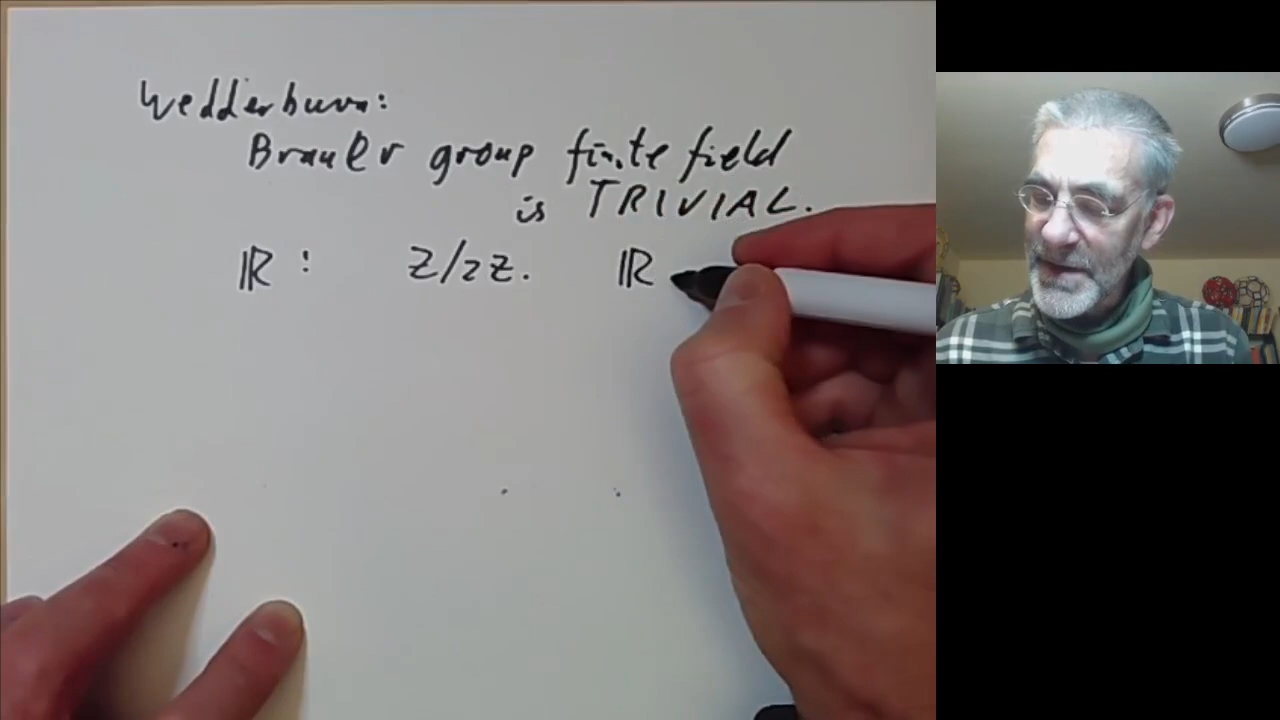 Wedderburn:
Brauer group finite field
is TRIVIAL.
ℝ : Z/2Z. ℝ